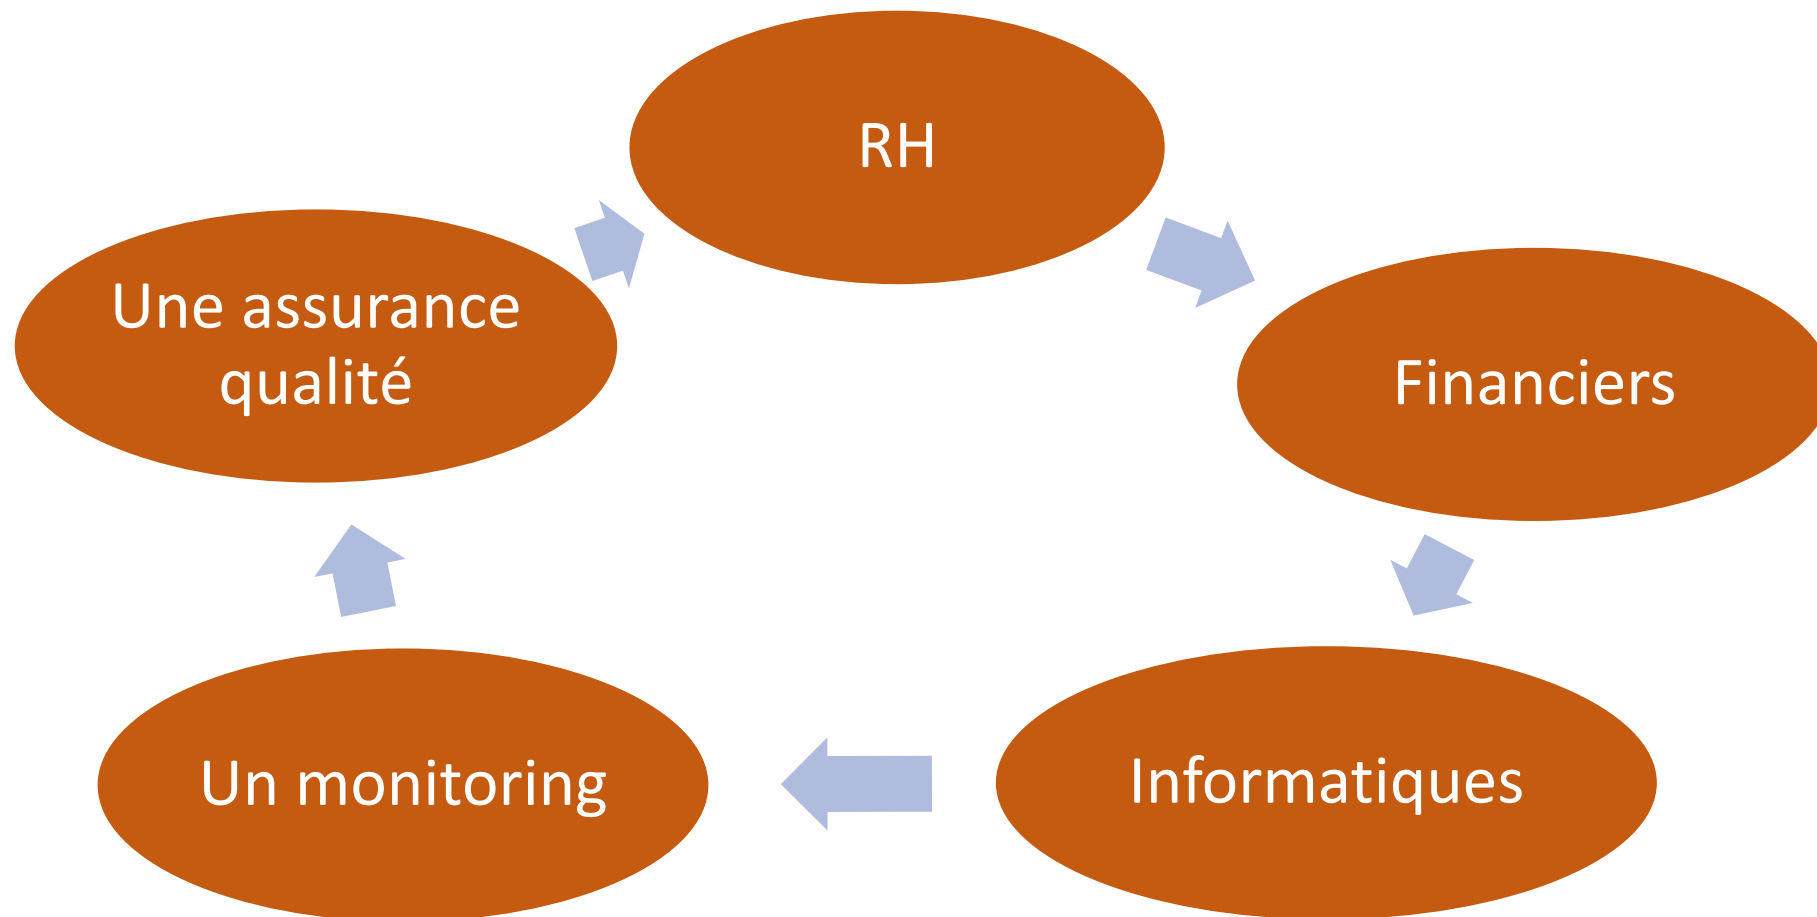 RH
Financiers
Informatiques
Un monitoring
Une assurance
qualité